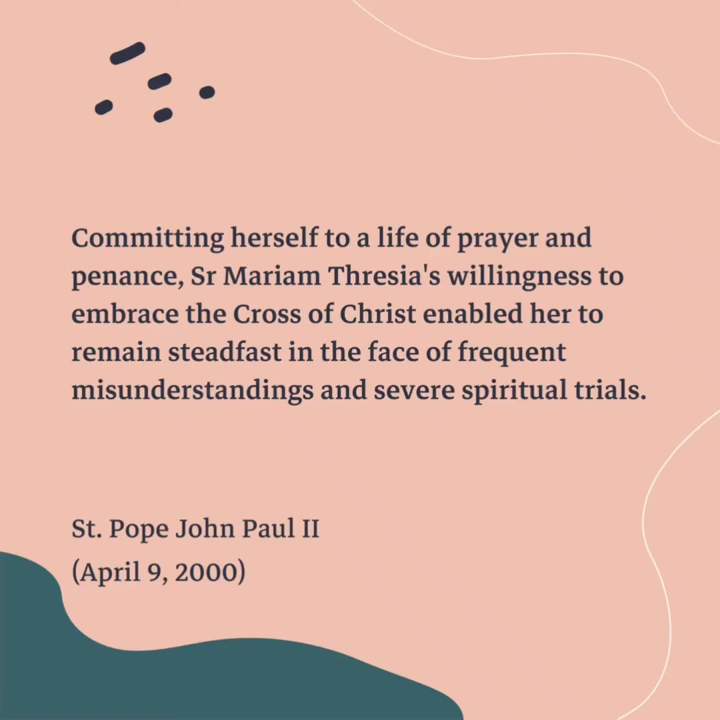 Committing herself to a life of prayer and
penance, Sr Mariam Thresia's willingness to
embrace the Cross of Christ enabled her to
remain steadfast in the face of frequent
misunderstandings and severe spiritual trials.
St. Pope John Paul II
(April 9, 2000)